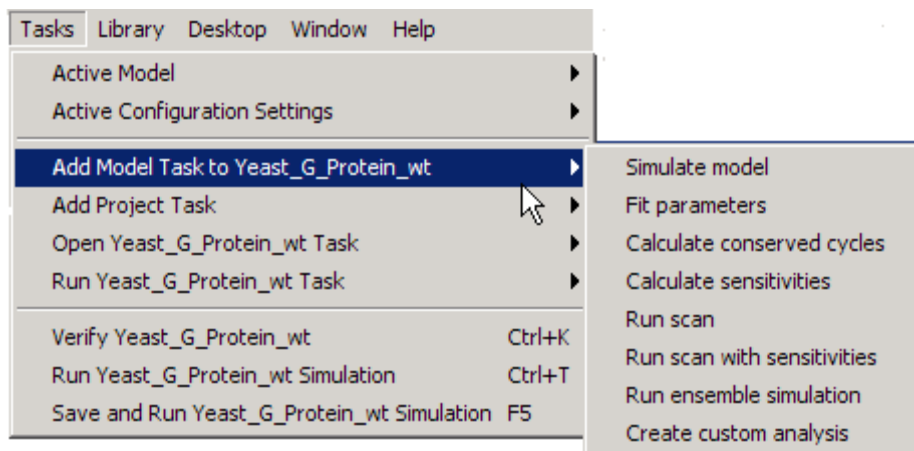 Tasks Library Desktop Window Help
Active Model
Active Configuration Settings
Add Model Task to Yeast_G_Protein_wt
Add Project Task
Open Yeast_G_Protein_wt Task
Run Yeast_G_Protein_wt Task
Verify Yeast_G_Protein_wt Ctrl+K
Run Yeast_G_Protein_wt Simulation Ctrl+T
Save and Run Yeast_G_Protein_wt Simulation F5
Simulate model
Fit parameters
Calculate conserved cycles
Calculate sensitivities
Run scan
Run scan with sensitivities
Run ensemble simulation
Create custom analysis